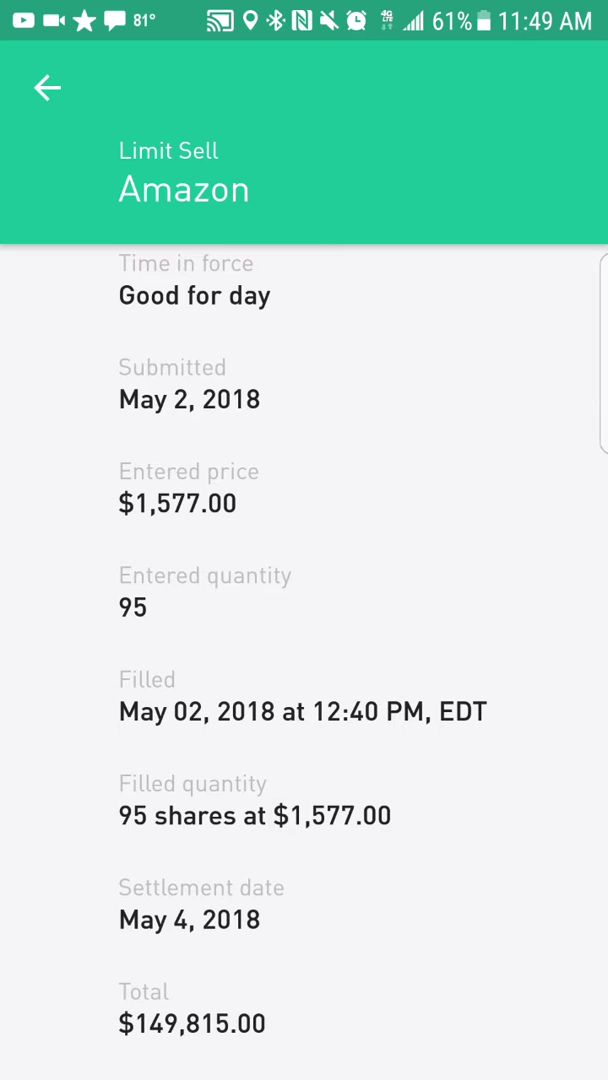 81°
4G LTE 61% 11:49 AM
Limit Sell
Amazon
Time in force
Good for day
Submitted
May 2, 2018
Entered price
$1,577.00
Entered quantity
95
Filled
May 02, 2018 at 12:40 PM, EDT
Filled quantity
95 shares at $1,577.00
Settlement date
May 4, 2018
Total
$149,815.00